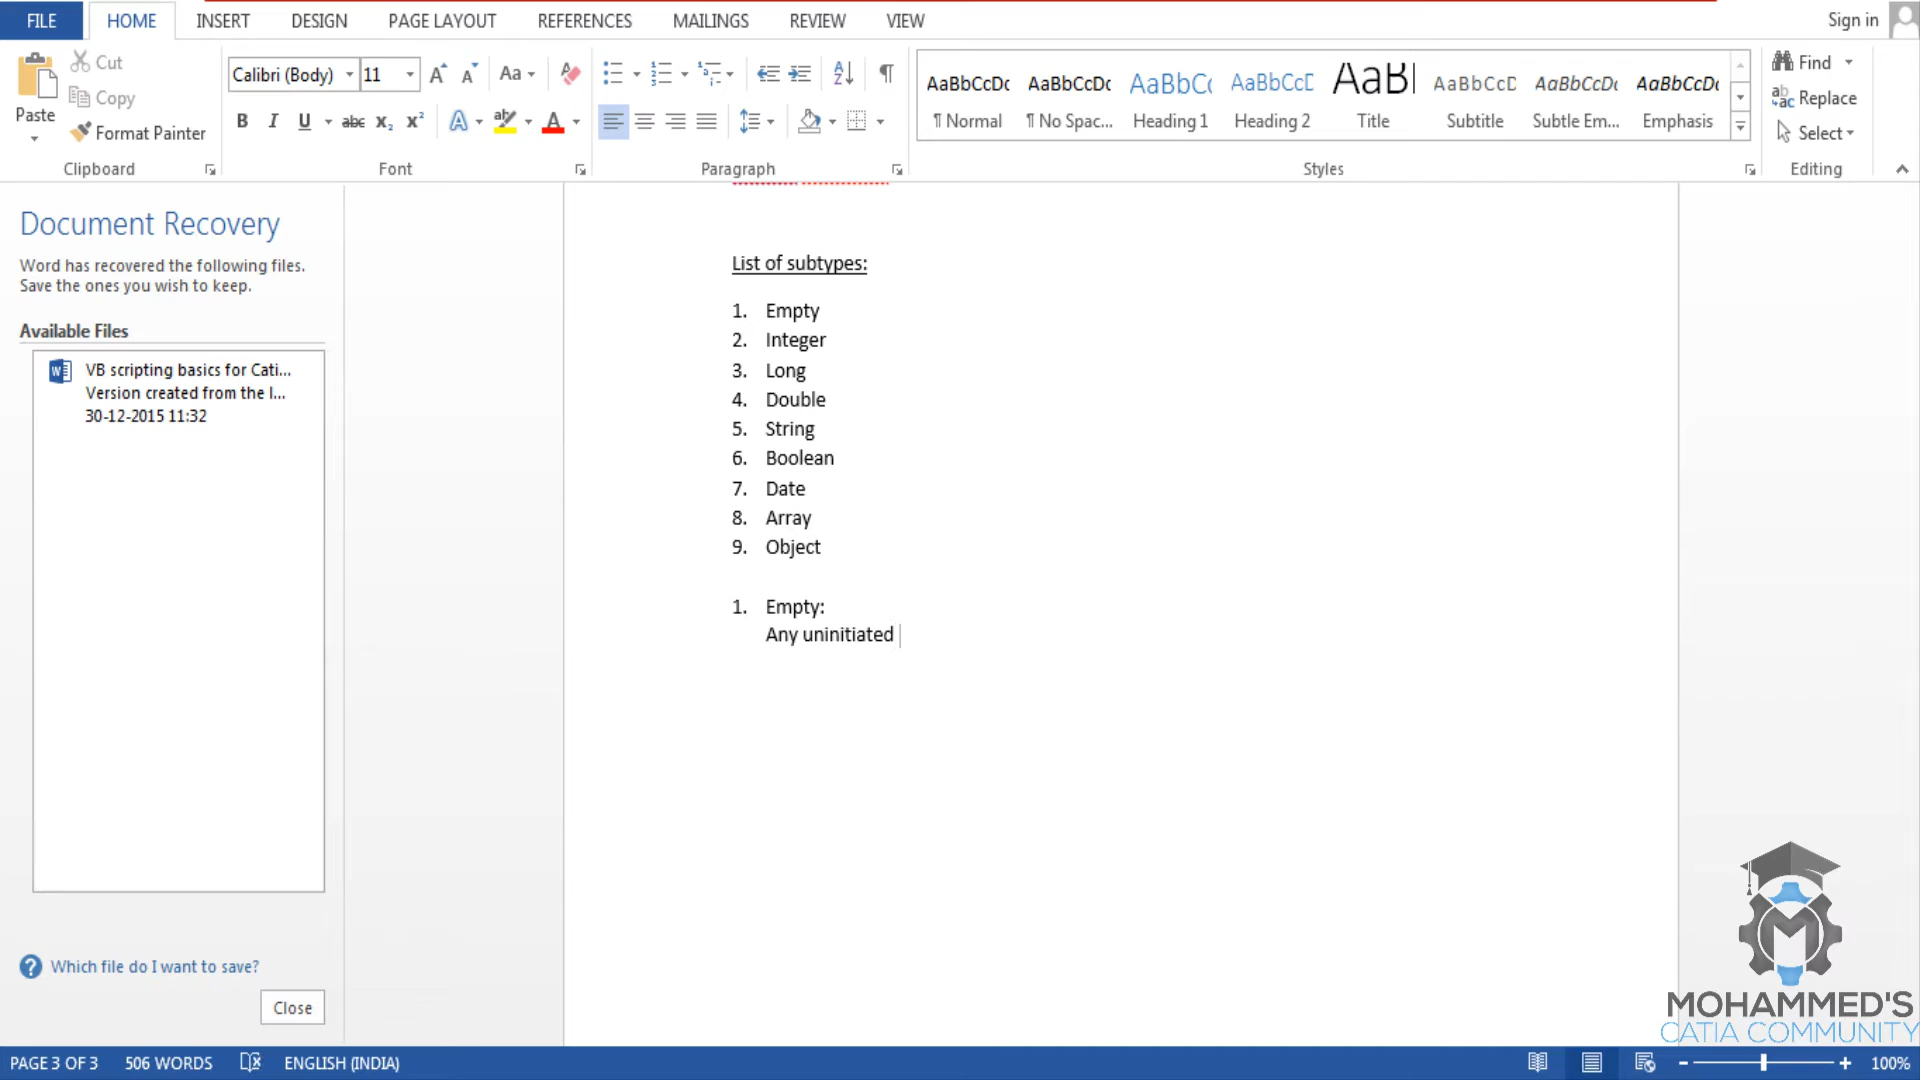 FILE HOME INSERT DESIGN PAGE LAYOUT REFERENCES MAILINGS REVIEW VIEW Sign in
Paste
Cut
Copy
Format Painter
Clipboard
Calibri (Body) 11 Aa
B I U abc X₂ X² A A
Font
Paragraph
AaBbCcDc AaBbCcDc AaBbC( AaBbCcD AaB AaBbCcD AaBbCcDc AaBbCcDc
¶ Normal ¶ No Spac... Heading 1 Heading 2 Title Subtitle Subtle Em... Emphasis
Styles
Find
Replace
Select
Editing
Document Recovery
Word has recovered the following files.
Save the ones you wish to keep.
Available Files
VB scripting basics for Cati...
Version created from the l...
30-12-2015 11:32
Which file do I want to save?
Close
List of subtypes:
1. Empty
2. Integer
3. Long
4. Double
5. String
6. Boolean
7. Date
8. Array
9. Object
1. Empty:
Any uninitiated
MOHAMMED'S
CATIA COMMUNITY
PAGE 3 OF 3 506 WORDS ENGLISH (INDIA) 100%